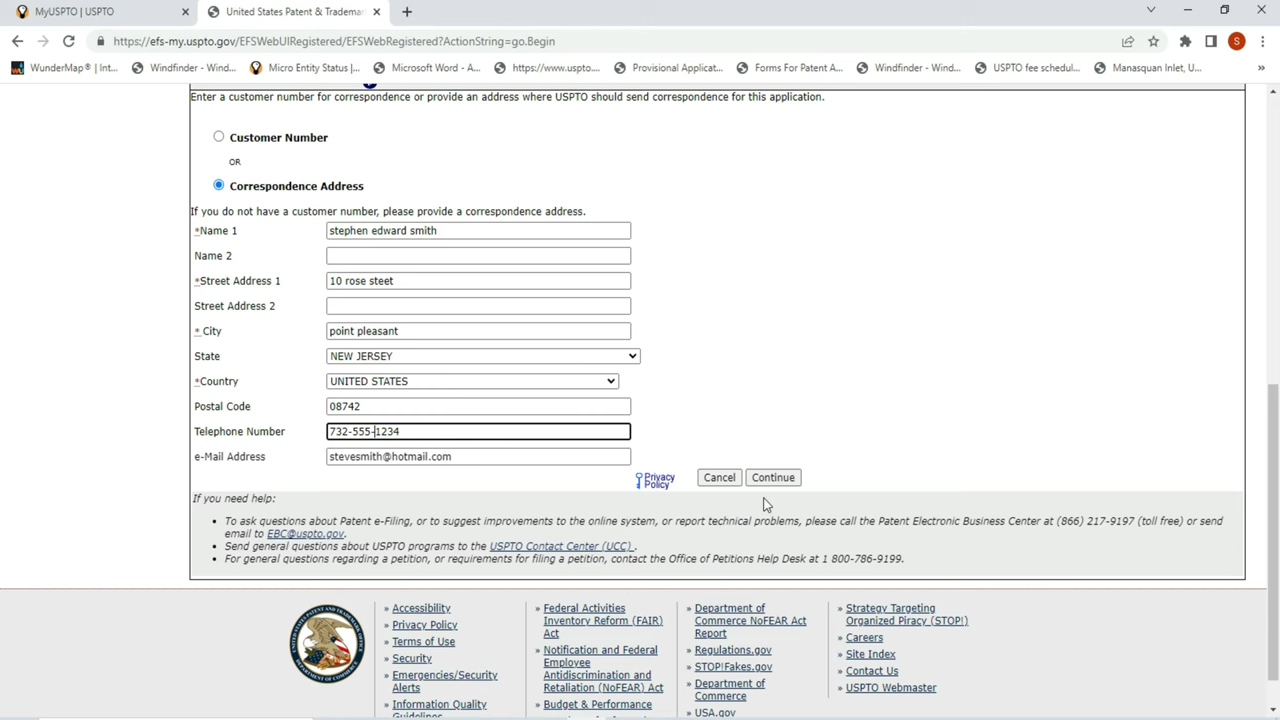 MyUSPTO | USPTO
United States Patent & Trademar
https://efs-my.uspto.gov/EFSWebUIRegistered/EFSWebRegistered?ActionString=go.Begin
S
WunderMap® | Int...
Windfinder - Wind...
Micro Entity Status |...
Microsoft Word - A...
https://www.uspto...
Provisional Applicat...
Forms For Patent A...
Windfinder - Wind...
USPTO fee schedul...
Manasquan Inlet, U...
»
Enter a customer number for correspondence or provide an address where USPTO should send correspondence for this application.
Customer Number
OR
Correspondence Address
If you do not have a customer number, please provide a correspondence address.
*Name 1 stephen edward smith
Name 2
*Street Address 1 10 rose steet
Street Address 2
* City point pleasant
State NEW JERSEY
*Country UNITED STATES
Postal Code 08742
Telephone Number 732-555-1234
e-Mail Address stevesmith@hotmail.com
Privacy Policy
Cancel Continue
If you need help:
• To ask questions about Patent e-Filing, or to suggest improvements to the online system, or report technical problems, please call the Patent Electronic Business Center at (866) 217-9197 (toll free) or send
email to EBC@uspto.gov.
• Send general questions about USPTO programs to the USPTO Contact Center (UCC) .
• For general questions regarding a petition, or requirements for filing a petition, contact the Office of Petitions Help Desk at 1 800-786-9199.
» Accessibility
» Privacy Policy
» Terms of Use
» Security
» Emergencies/Security
Alerts
» Information Quality
Guidelines
» Federal Activities
Inventory Reform (FAIR)
Act
» Notification and Federal
Employee
Antidiscrimination and
Retaliation (NoFEAR) Act
» Budget & Performance
» Department of
Commerce NoFEAR Act
Report
» Regulations.gov
» STOP!Fakes.gov
» Department of
Commerce
» USA.gov
» Strategy Targeting
Organized Piracy (STOP!)
» Careers
» Site Index
» Contact Us
» USPTO Webmaster